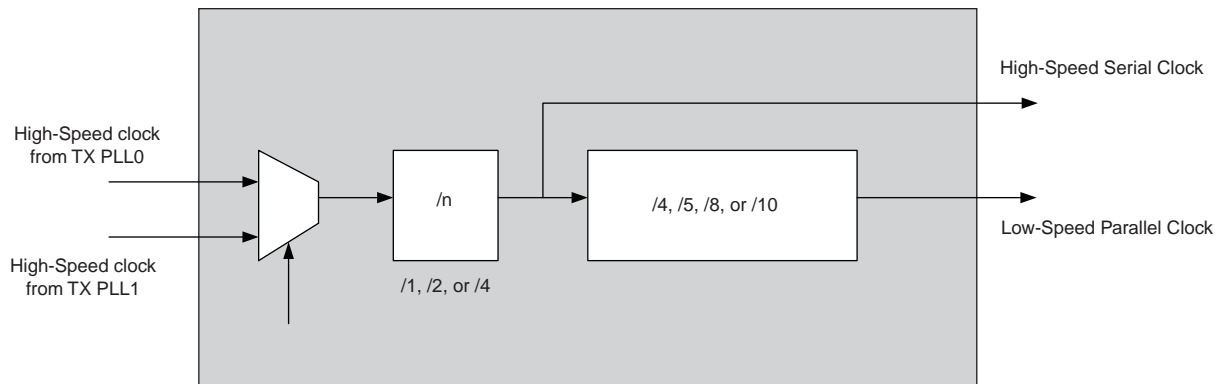 High-Speed Serial Clock
High-Speed clock
from TX PLL0
/n
/4, /5, /8, or /10
Low-Speed Parallel Clock
High-Speed clock
from TX PLL1
/1, /2, or /4